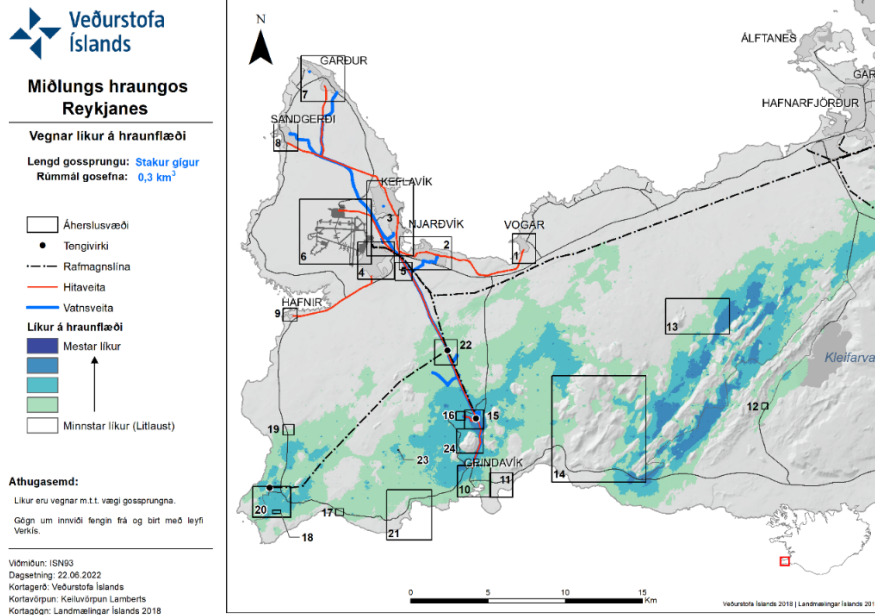 Veðurstofa
Íslands
Miðlungs hraungos
Reykjanes
Vegnar líkur á hraunflæði
Lengd gossprungu: Stakur gígur
Rúmmál gosefna: 0,3 km³
Áherslusvæði
Tengivirki
Rafmagnslína
Hitaveita
Vatnsveita
Líkur á hraunflæði
Mestar líkur
Minnstar líkur (Litlaust)
Athugasemd:
Líkur eru vegnar m.t.t. vægi gossprungna.
Gögn um innviði fengin frá og birt með leyfi
Verkís.
Viðmiðun: ISN93
Dagsetning: 22.06.2022
Kortagerð: Veðurstofa Íslands
Kortavörpun: Keiluvörpun Lamberts
Kortagögn: Landmælingar Íslands 2018
N
ÁLFTANES
GARÐUR
GAR
7
HAFNARFJÖRÐUR
SANDGERÐI
8
KEFLAVÍK
3
NJARÐVÍK
VOGAR
2
1
6
4
5
HAFNIR
9
13
22
Kleifarva
12
16
15
19
24
23
GRINDAVÍK
14
10
11
20
17
21
18
0 5 10 15
Km
Veðurstofa Íslands 2018 | Landmælingar Íslands 201